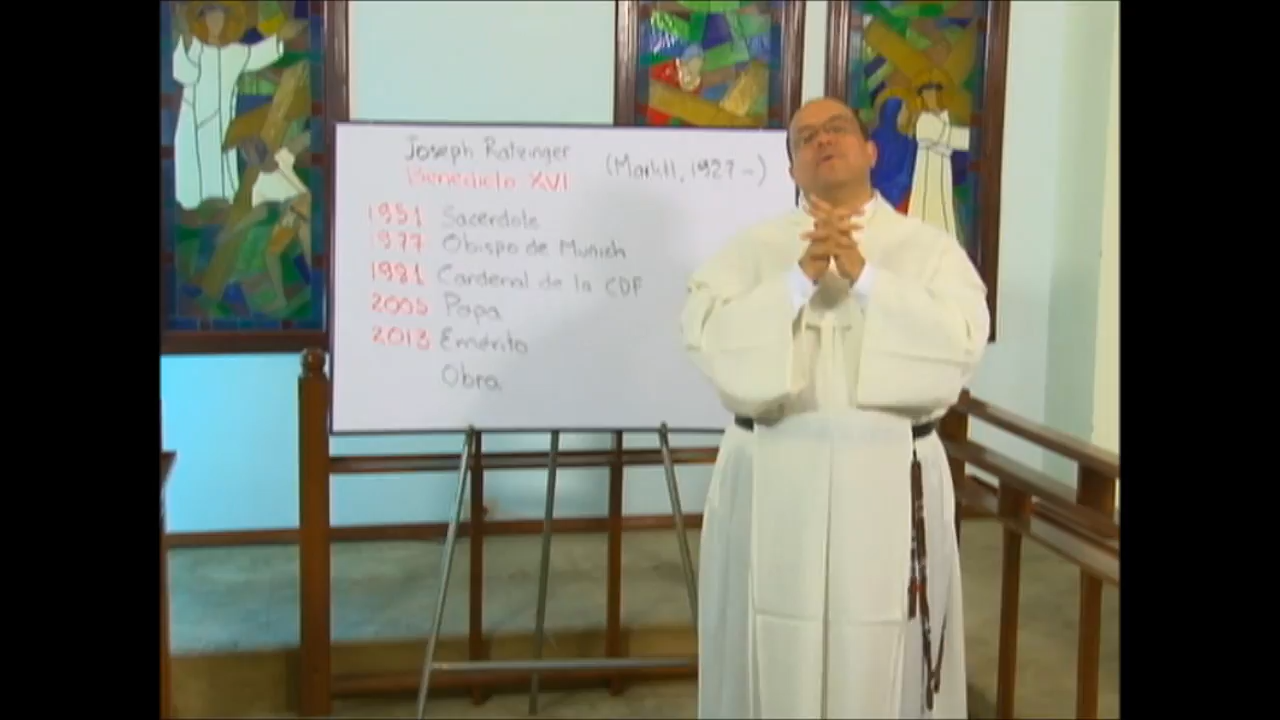 Joseph Ratzinger
Benedicto XVI
(Marktl, 1927-)
1951 Sacerdote
1977 Obispo de Munich
1981 Cardenal de la CDF
2005 Papa
2013 Emérito
Obra